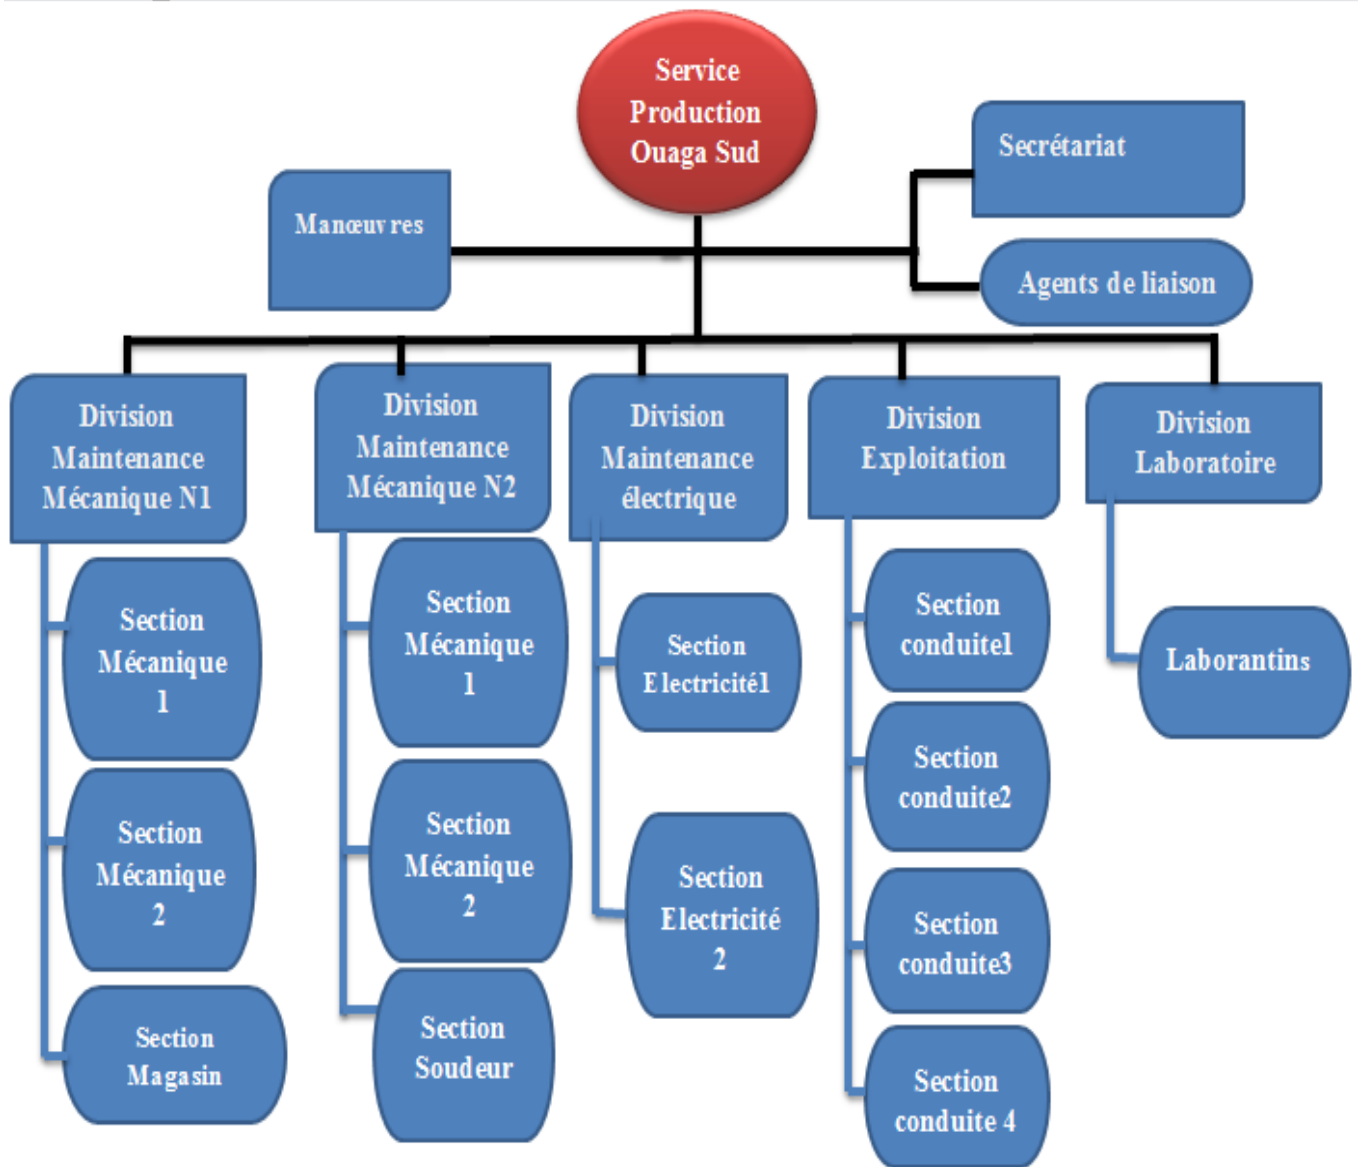 Service
Production
Ouaga Sud
Secrétariat
Manœuvres
Agents de liaison
Division
Maintenance
Mécanique N1
Division
Maintenance
Mécanique N2
Division
Maintenance
électrique
Division
Exploitation
Division
Laboratoire
Section
Mécanique
1
Section
Mécanique
2
Section
Magasin
Section
Mécanique
1
Section
Mécanique
2
Section
Soudeur
Section
Electricité1
Section
Electricité
2
Section
conduite1
Section
conduite2
Section
conduite3
Section
conduite 4
Laborantins